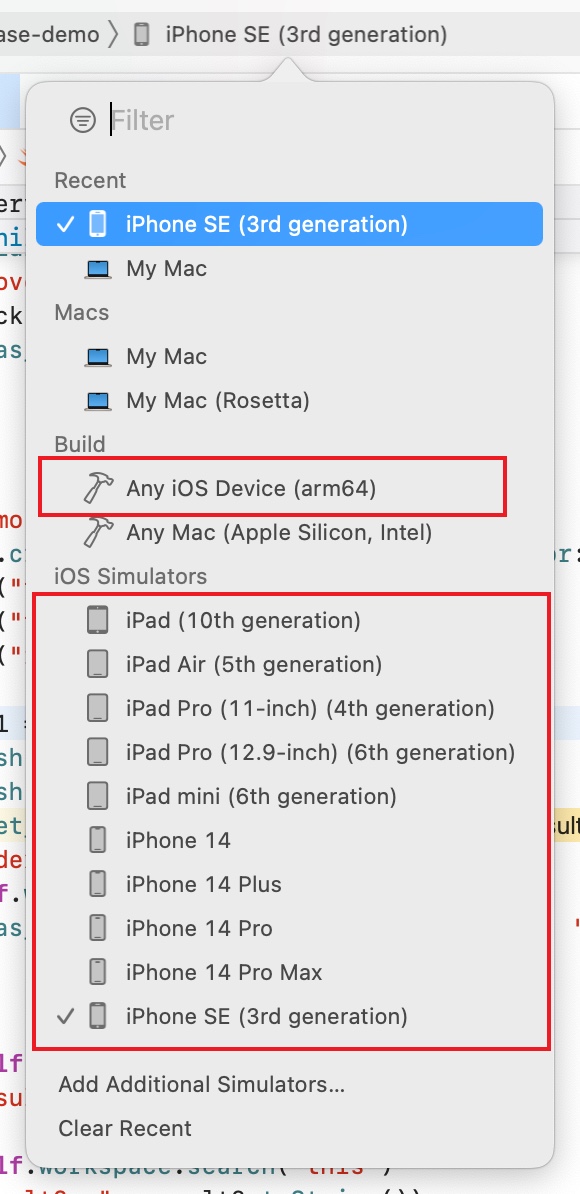 ase-demo 〉 iPhone SE (3rd generation)
Filter
Recent
✓ iPhone SE (3rd generation)
My Mac
Macs
My Mac
My Mac (Rosetta)
Build
Any iOS Device (arm64)
Any Mac (Apple Silicon, Intel)
iOS Simulators
iPad (10th generation)
iPad Air (5th generation)
iPad Pro (11-inch) (4th generation)
iPad Pro (12.9-inch) (6th generation)
iPad mini (6th generation)
iPhone 14
iPhone 14 Plus
iPhone 14 Pro
iPhone 14 Pro Max
✓ iPhone SE (3rd generation)
Add Additional Simulators...
Clear Recent